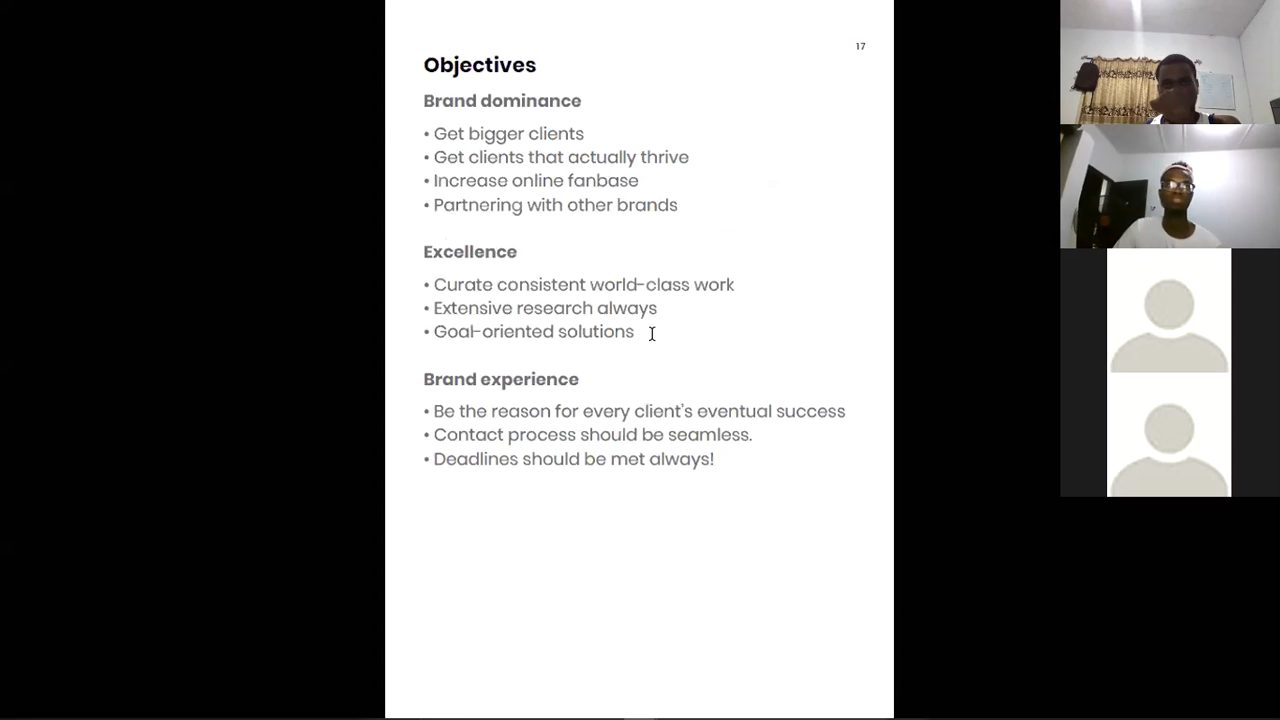 17
Objectives
Brand dominance
• Get bigger clients
• Get clients that actually thrive
• Increase online fanbase
• Partnering with other brands
Excellence
• Curate consistent world-class work
• Extensive research always
• Goal-oriented solutions
Brand experience
• Be the reason for every client's eventual success
• Contact process should be seamless.
• Deadlines should be met always!